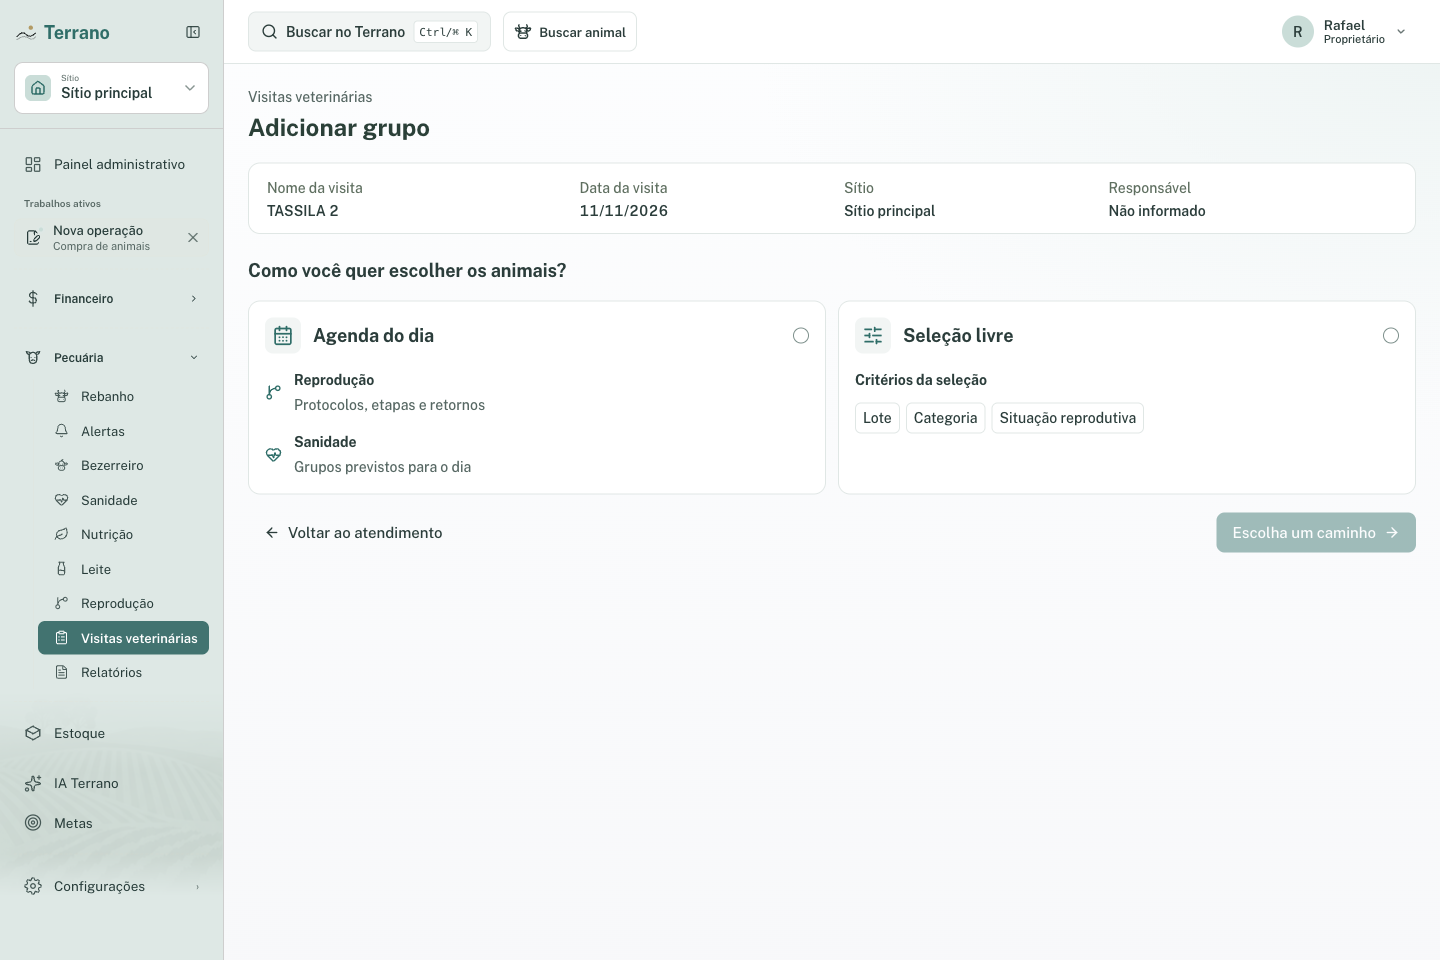 Terrano
Sítio
Sítio principal
Painel administrativo
Trabalhos ativos
Nova operação
Compra de animais
Financeiro
Pecuária
Rebanho
Alertas
Bezerreiro
Sanidade
Nutrição
Leite
Reprodução
Visitas veterinárias
Relatórios
Estoque
IA Terrano
Metas
Configurações
Buscar no Terrano Ctrl/⌘ K
Buscar animal
R
Rafael
Proprietário
Visitas veterinárias
Adicionar grupo
Nome da visita
TASSILA 2
Data da visita
11/11/2026
Sítio
Sítio principal
Responsável
Não informado
Como você quer escolher os animais?
Agenda do dia
Reprodução
Protocolos, etapas e retornos
Sanidade
Grupos previstos para o dia
Seleção livre
Critérios da seleção
Lote Categoria Situação reprodutiva
Voltar ao atendimento
Escolha um caminho